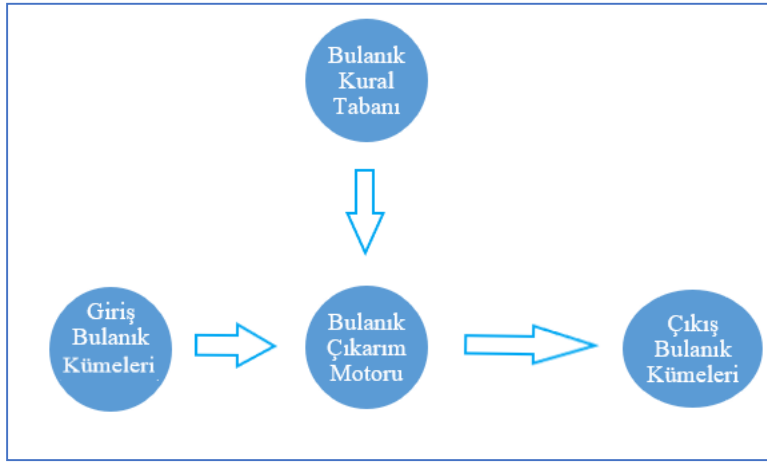 Bulanık
Kural
Tabanı
Giriş
Bulanık
Kümeleri
Bulanık
Çıkarım
Motoru
Çıkış
Bulanık
Kümeleri